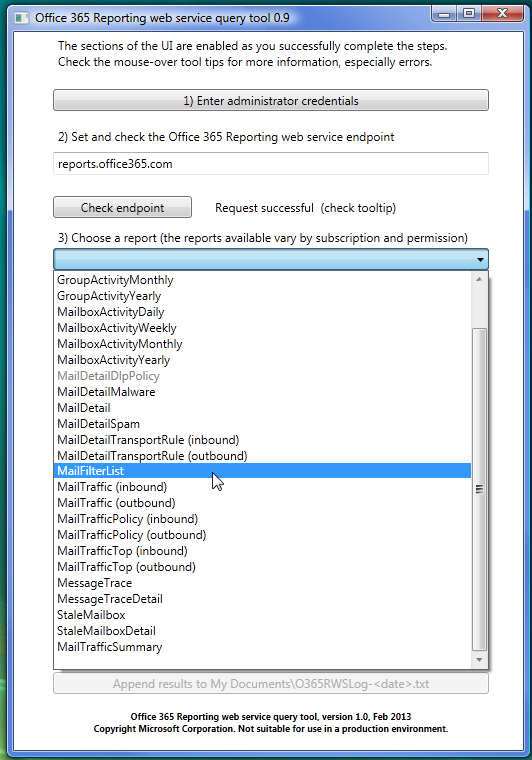 Office 365 Reporting web service query tool 0.9
The sections of the UI are enabled as you successfully complete the steps.
Check the mouse-over tool tips for more information, especially errors.
1) Enter administrator credentials
2) Set and check the Office 365 Reporting web service endpoint
reports.office365.com
Check endpoint Request successful (check tooltip)
3) Choose a report (the reports available vary by subscription and permission)
GroupActivityMonthly
GroupActivityYearly
MailboxActivityDaily
MailboxActivityWeekly
MailboxActivityMonthly
MailboxActivityYearly
MailDetailDlpPolicy
MailDetailMalware
MailDetail
MailDetailSpam
MailDetailTransportRule (inbound)
MailDetailTransportRule (outbound)
MailFilterList
MailTraffic (inbound)
MailTraffic (outbound)
MailTrafficPolicy (inbound)
MailTrafficPolicy (outbound)
MailTrafficTop (inbound)
MailTrafficTop (outbound)
MessageTrace
MessageTraceDetail
StaleMailbox
StaleMailboxDetail
MailTrafficSummary
Append results to My Documents\O365RWSLog-<date>.txt
Office 365 Reporting web service query tool, version 1.0, Feb 2013
Copyright Microsoft Corporation. Not suitable for use in a production environment.